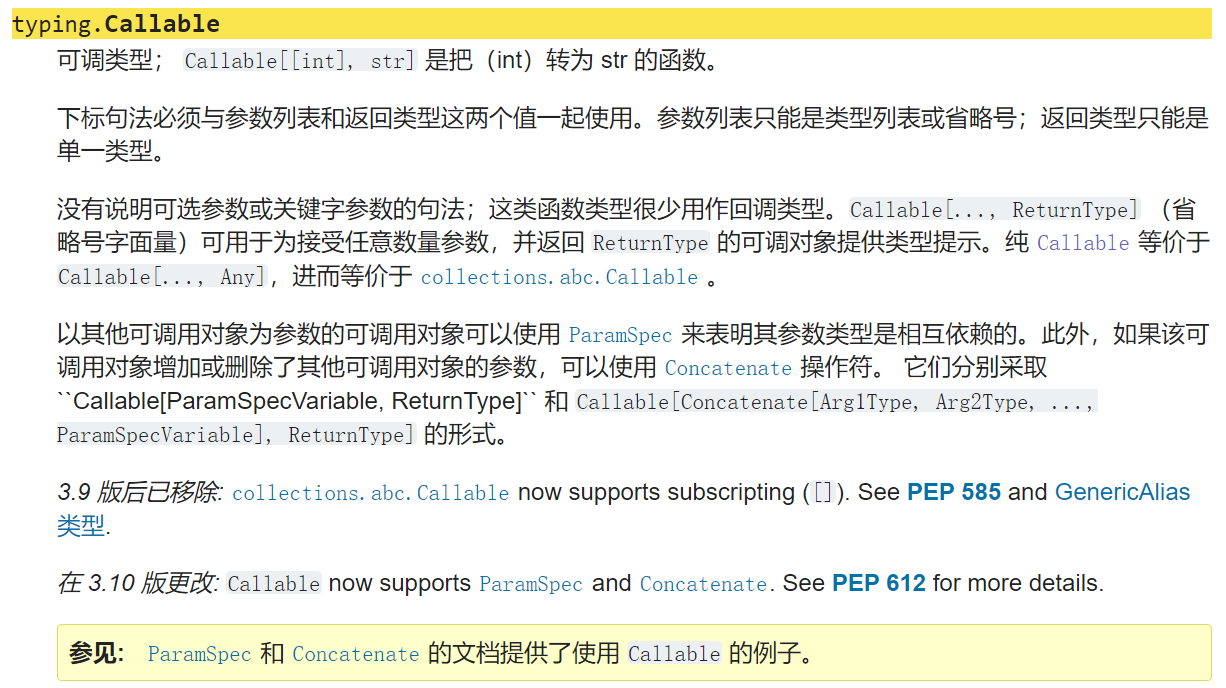 typing.Callable
可调类型； Callable[[int], str] 是把（int）转为 str 的函数。
下标句法必须与参数列表和返回类型这两个值一起使用。参数列表只能是类型列表或省略号；返回类型只能是
单一类型。
没有说明可选参数或关键字参数的句法；这类函数类型很少用作回调类型。Callable[..., ReturnType] （省
略号字面量）可用于为接受任意数量参数，并返回 ReturnType 的可调对象提供类型提示。纯 Callable 等价于
Callable[..., Any]，进而等价于 collections.abc.Callable 。
以其他可调用对象为参数的可调用对象可以使用 ParamSpec 来表明其参数类型是相互依赖的。此外，如果该可
调用对象增加或删除了其他可调用对象的参数，可以使用 Concatenate 操作符。 它们分别采取
``Callable[ParamSpecVariable, ReturnType]`` 和 Callable[Concatenate[Arg1Type, Arg2Type, ...,
ParamSpecVariable], ReturnType] 的形式。
3.9 版后已移除: collections.abc.Callable now supports subscripting ([]). See PEP 585 and GenericAlias
类型.
在 3.10 版更改: Callable now supports ParamSpec and Concatenate. See PEP 612 for more details.
参见: ParamSpec 和 Concatenate 的文档提供了使用 Callable 的例子。